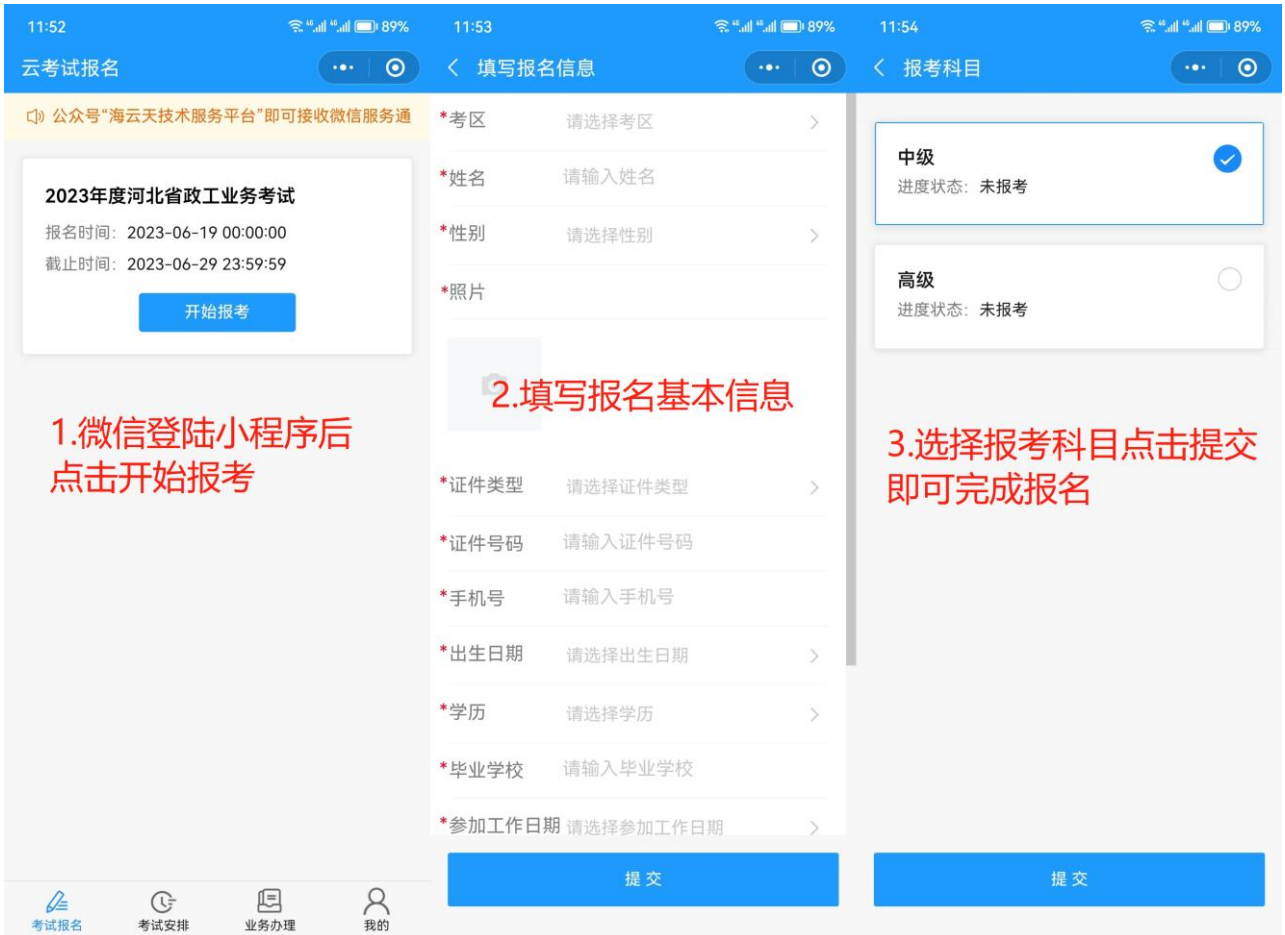 11:52
89%
云考试报名
公众号“海云天技术服务平台”即可接收微信服务通
2023年度河北省政工业务考试
报名时间：2023-06-19 00:00:00
截止时间：2023-06-29 23:59:59
开始报考
1.微信登陆小程序后
点击开始报考
考试报名
考试安排
业务办理
我的
11:53
89%
填写报名信息
*考区 请选择考区
*姓名 请输入姓名
*性别 请选择性别
*照片
2.填写报名基本信息
*证件类型 请选择证件类型
*证件号码 请输入证件号码
*手机号 请输入手机号
*出生日期 请选择出生日期
*学历 请选择学历
*毕业学校 请输入毕业学校
*参加工作日期 请选择参加工作日期
提交
11:54
89%
报考科目
中级
进度状态：未报考
高级
进度状态：未报考
3.选择报考科目点击提交
即可完成报名
提交